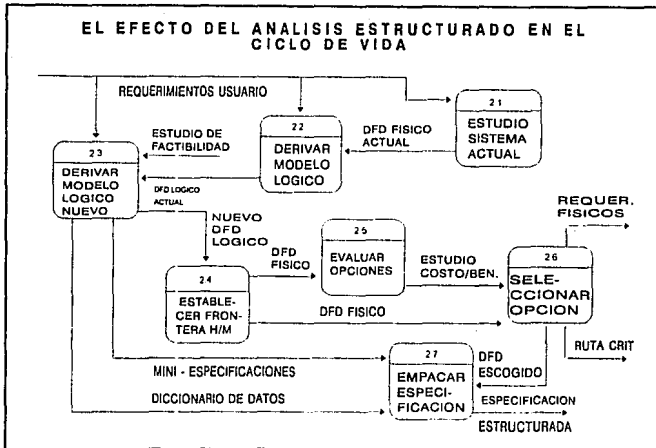 EL EFECTO DEL ANALISIS ESTRUCTURADO EN EL
CICLO DE VIDA
REQUERIMIENTOS USUARIO
21
ESTUDIO
SISTEMA
ACTUAL
DFD FISICO
ACTUAL
22
DERIVAR
MODELO
LOGICO
ESTUDIO DE
FACTIBILIDAD
23
DERIVAR
MODELO
LOGICO
NUEVO
DFD LOGICO
ACTUAL
NUEVO
DFD
LOGICO
24
ESTABLE-
CER FRON-
TERA H/M
DFD
FISICO
25
EVALUAR
OPCIONES
ESTUDIO
COSTO/BEN.
REQUER.
FISICOS
26
SELE-
CCIONAR
OPCION
DFD FISICO
RUTA CRIT
DFD
ESCOGIDO
27
EMPACAR
ESPECI-
FICACION
MINI - ESPECIFICACIONES
DICCIONARIO DE DATOS
ESPECIFICACION
ESTRUCTURADA